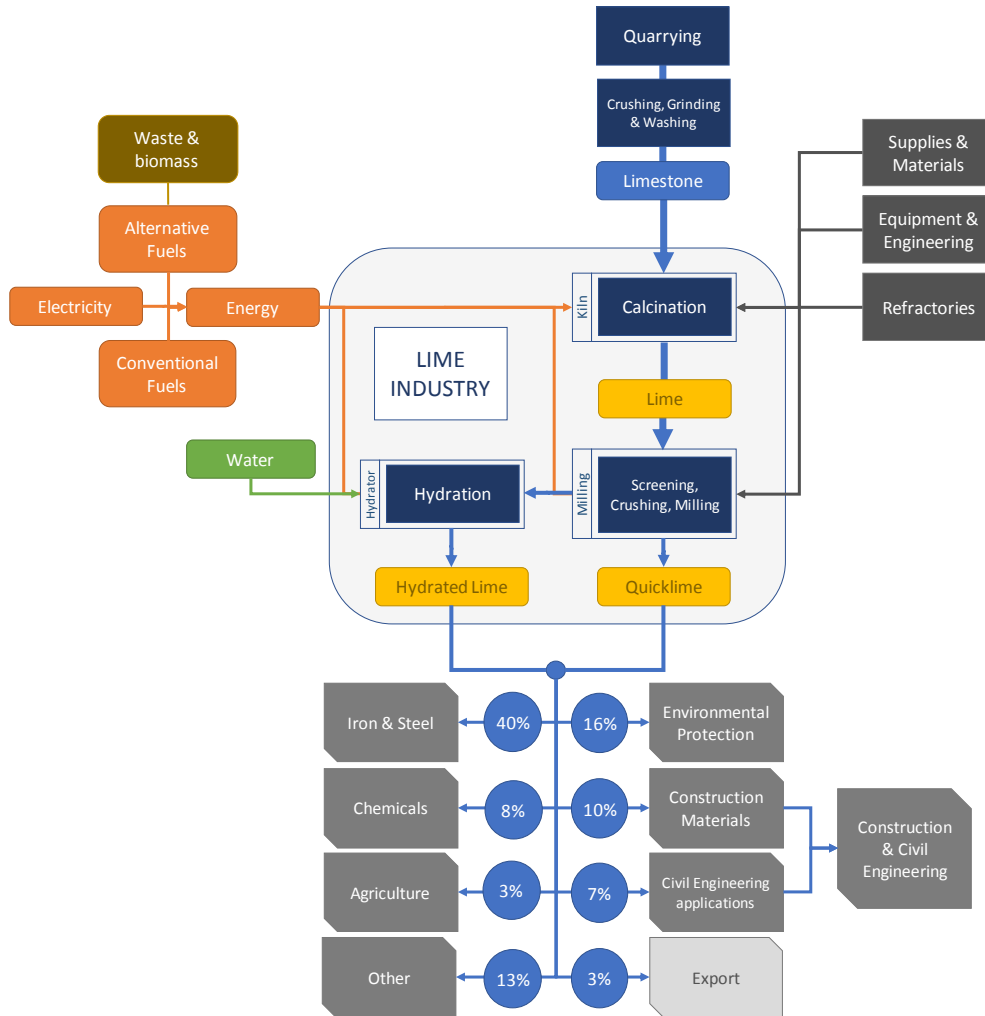 Quarrying
Crushing, Grinding
& Washing
Limestone
Waste &
biomass
Alternative
Fuels
Electricity
Energy
Conventional
Fuels
Water
Supplies &
Materials
Equipment &
Engineering
Refractories
LIME
INDUSTRY
Kiln
Calcination
Lime
Milling
Screening,
Crushing, Milling
Hydrator
Hydration
Hydrated Lime
Quicklime
Iron & Steel
40%
16%
Environmental
Protection
Chemicals
8%
10%
Construction
Materials
Agriculture
3%
7%
Civil Engineering
applications
Construction
& Civil
Engineering
Other
13%
3%
Export